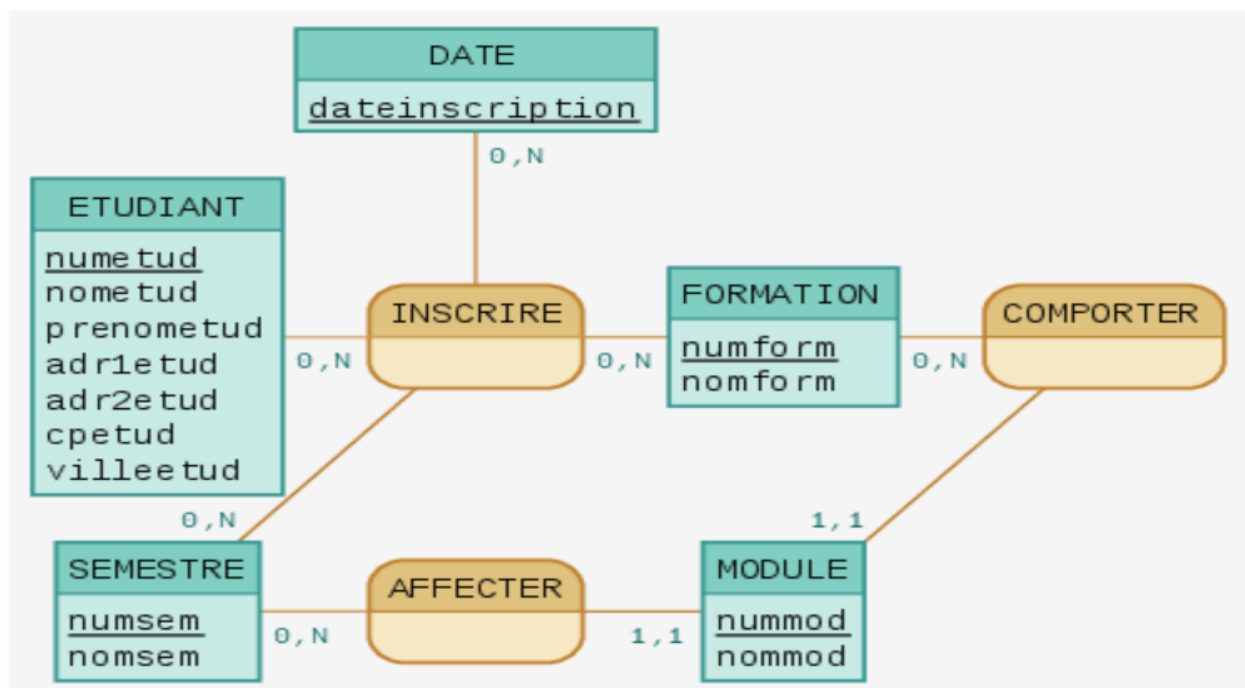 DATE
dateinscription
0,N
ETUDIANT
numetud
nometud
prenometud
adr1etud
adr2etud
cpetud
villeetud
0,N
INSCRIRE
0,N
FORMATION
numform
nomform
0,N
COMPORTER
0,N
1,1
SEMESTRE
numsem
nomsem
0,N
AFFECTER
1,1
MODULE
nummod
nommod